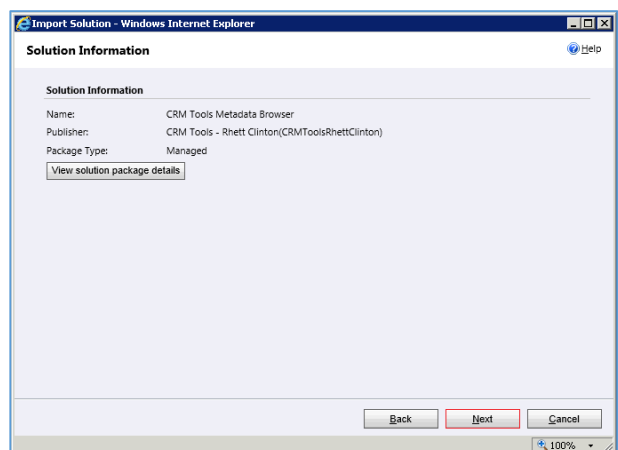 Import Solution - Windows Internet Explorer
Solution Information
Help
Solution Information
Name: CRM Tools Metadata Browser
Publisher: CRM Tools - Rhett Clinton(CRMToolsRhettClinton)
Package Type: Managed
View solution package details
Back Next Cancel
100%